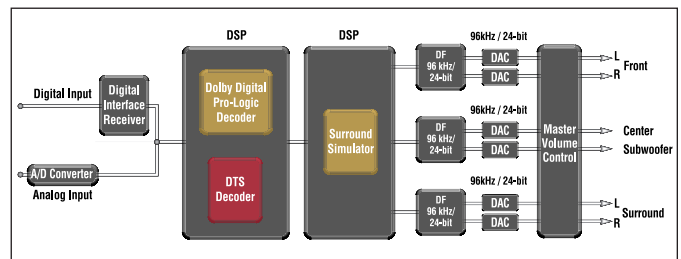 DSP
DSP
96kHz / 24-bit
Digital Input
Digital
Interface
Receiver
A/D Converter
Analog Input
Dolby Digital
Pro-Logic
Decoder
DTS
Decoder
Surround
Simulator
DF
96 kHz/
24-bit
DAC
DAC
96kHz / 24-bit
DF
96 kHz/
24-bit
DAC
DAC
96kHz / 24-bit
DF
96 kHz/
24-bit
DAC
DAC
Master
Volume
Control
L
Front
R
Center
Subwoofer
L
Surround
R